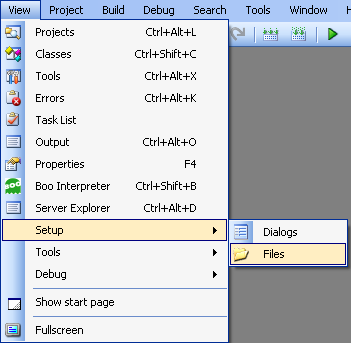 View Project Build Debug Search Tools Window
Projects Ctrl+Alt+L
Classes Ctrl+Shift+C
Tools Ctrl+Alt+X
Errors Ctrl+Alt+K
Task List
Output Ctrl+Alt+O
Properties F4
Boo Interpreter Ctrl+Shift+B
Server Explorer Ctrl+Alt+D
Setup
Dialogs
Tools
Files
Debug
Show start page
Fullscreen